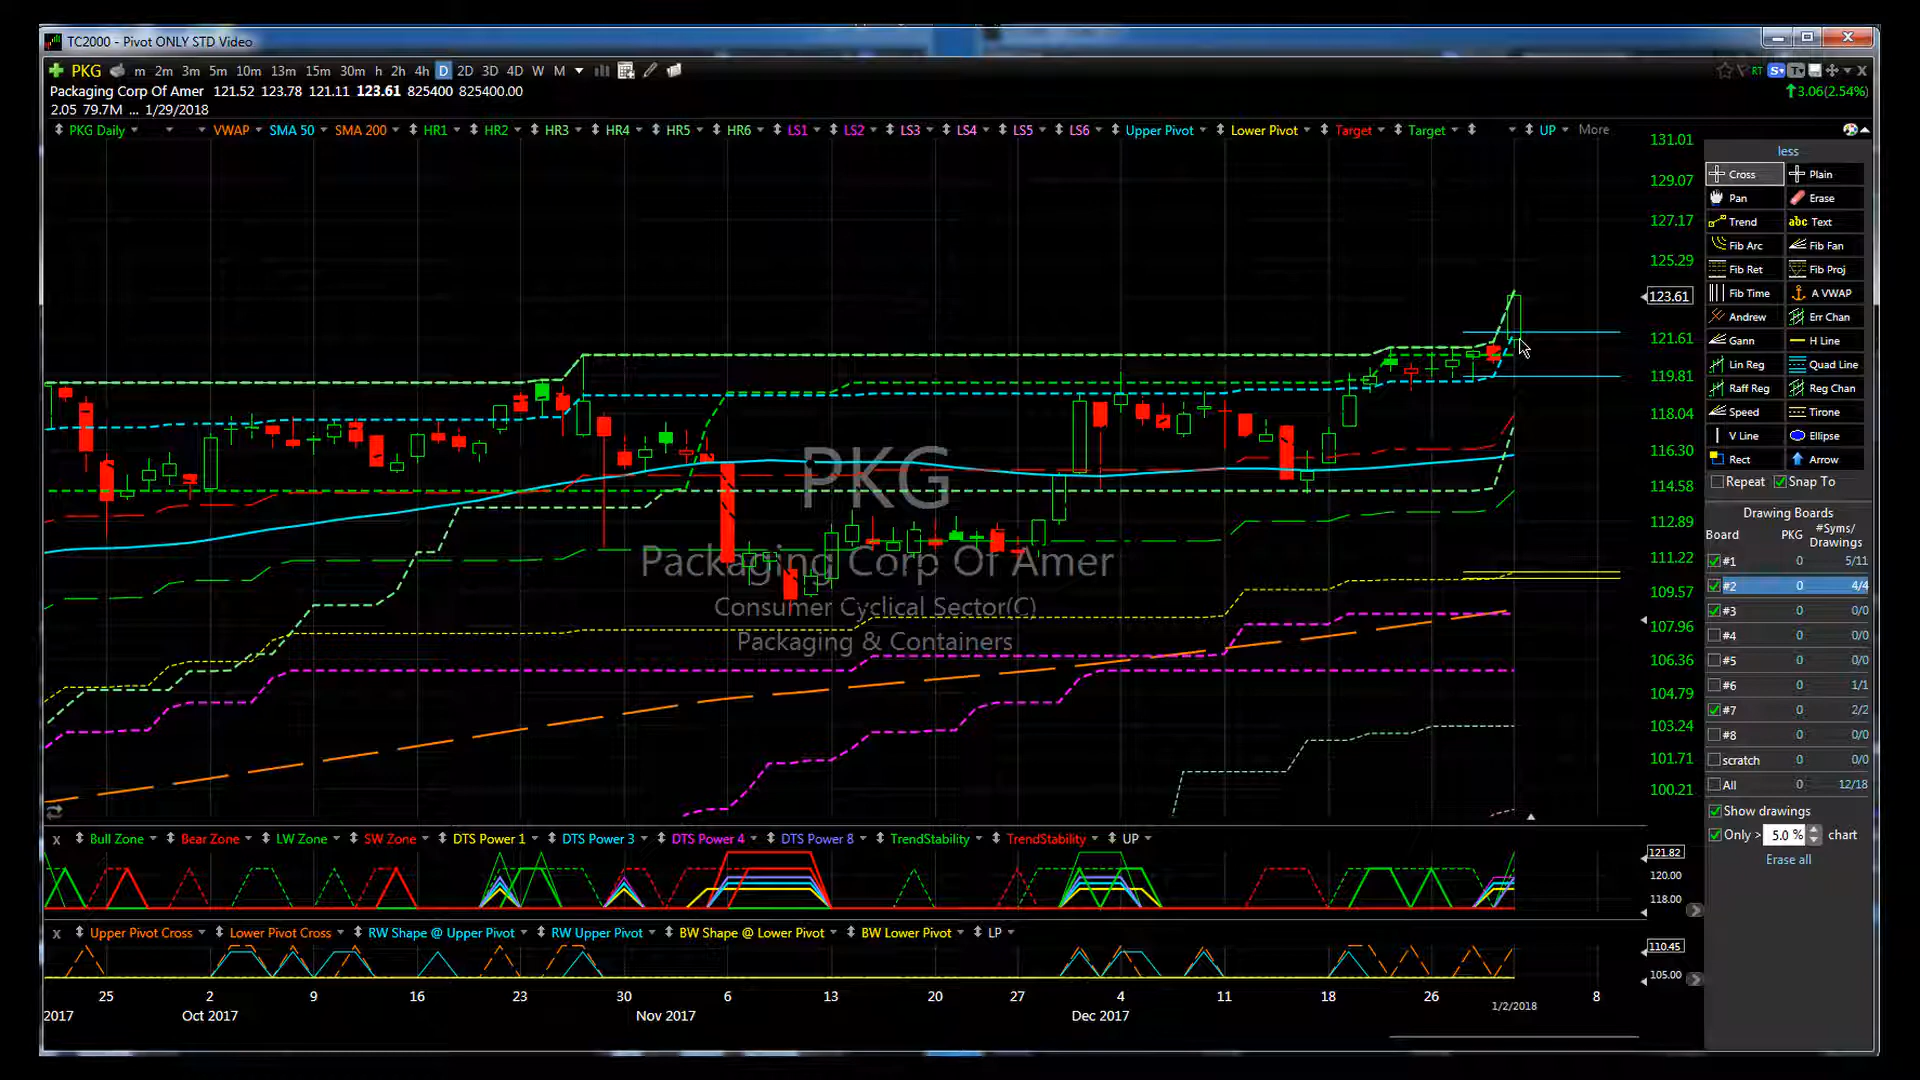 TC2000 - Pivot ONLY STD Video
PKG m 2m 3m 5m 10m 13m 15m 30m h 2h 4h D 2D 3D 4D W M
RT S T X
Packaging Corp Of Amer 121.52 123.78 121.11 123.61 825400 825400.00
3.06(2.54%)
2.05 79.7M ... 1/29/2018
PKG Daily VWAP SMA 50 SMA 200 HR1 HR2 HR3 HR4 HR5 HR6 LS1 LS2 LS3 LS4 LS5 LS6 Upper Pivot Lower Pivot Target Target UP More
131.01
129.07
127.17
125.29
123.61
121.61
119.81
118.04
116.30
114.58
112.89
111.22
109.57
107.96
106.36
104.79
103.24
101.71
100.21
PKG
Packaging Corp Of Amer
Consumer Cyclical Sector(C)
Packaging & Containers
less
Cross Plain
Pan Erase
Trend abc Text
Fib Arc Fib Fan
Fib Ret Fib Proj
Fib Time A VWAP
Andrew Err Chan
Gann H Line
Lin Reg Quad Line
Raff Reg Reg Chan
Speed Tirone
V Line Ellipse
Rect Arrow
Repeat Snap To
Drawing Boards
Board PKG #Syms/
Drawings
#1 0 5/11
#2 0 4/4
#3 0 0/0
#4 0 0/0
#5 0 0/0
#6 0 1/1
#7 0 2/2
#8 0 0/0
scratch 0 0/0
All 0 12/18
Show drawings
Only > 5.0 % chart
Erase all
x Bull Zone Bear Zone LW Zone SW Zone DTS Power 1 DTS Power 3 DTS Power 4 DTS Power 8 TrendStability TrendStability UP
121.82
120.00
118.00
x Upper Pivot Cross Lower Pivot Cross RW Shape @ Upper Pivot RW Upper Pivot BW Shape @ Lower Pivot BW Lower Pivot LP
110.45
105.00
25 2 9 16 23 30 6 13 20 27 4 11 18 26 8
1/2/2018
2017 Oct 2017 Nov 2017 Dec 2017